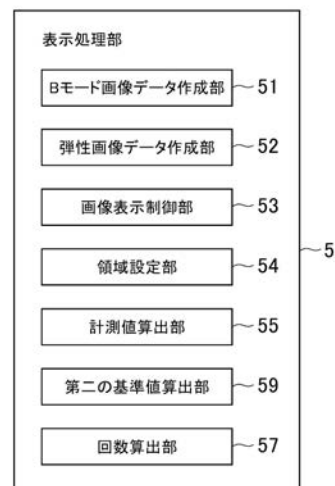 表示処理部
Bモード画像データ作成部 51
弾性画像データ作成部 52
画像表示制御部 53
5
領域設定部 54
計測値算出部 55
第二の基準値算出部 59
回数算出部 57